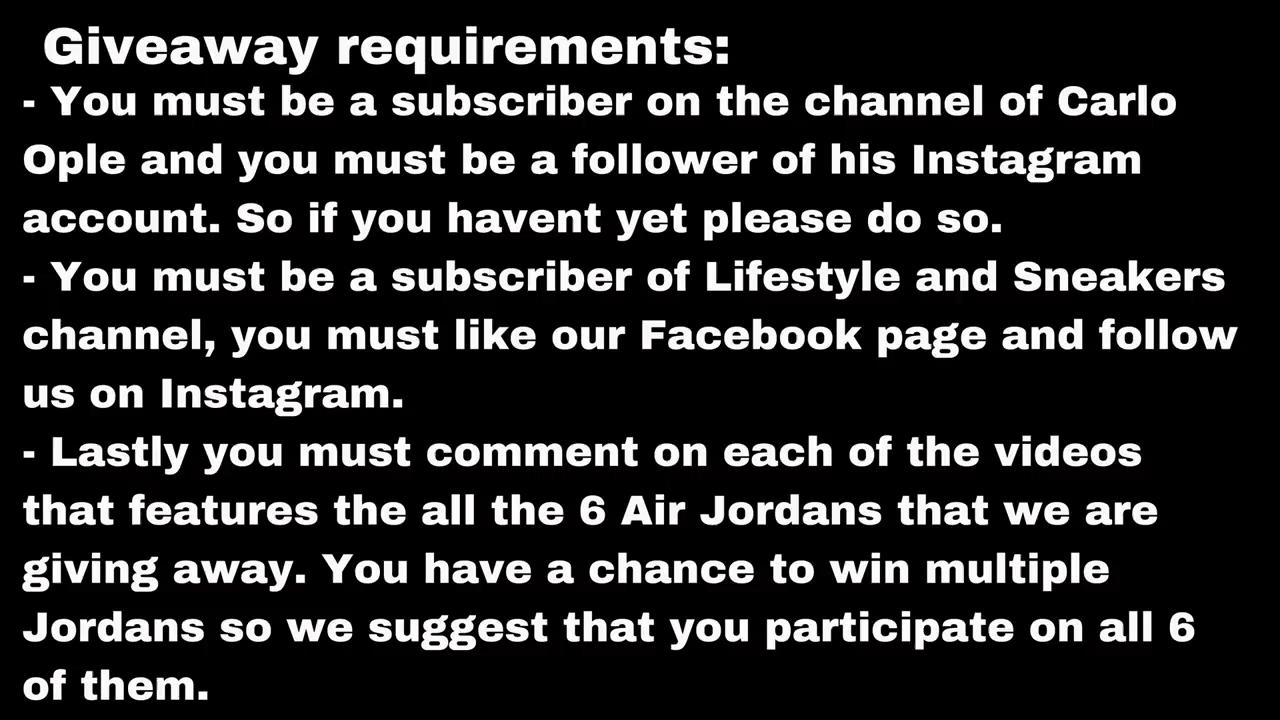 Giveaway requirements:
- You must be a subscriber on the channel of Carlo
Ople and you must be a follower of his Instagram
account. So if you havent yet please do so.
- You must be a subscriber of Lifestyle and Sneakers
channel, you must like our Facebook page and follow
us on Instagram.
- Lastly you must comment on each of the videos
that features the all the 6 Air Jordans that we are
giving away. You have a chance to win multiple
Jordans so we suggest that you participate on all 6
of them.